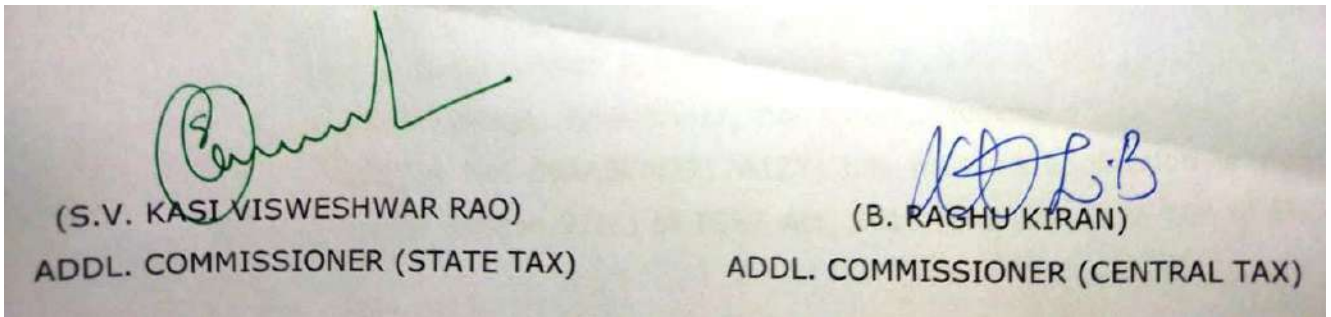 (S.V. KASI VISWESHWAR RAO)
ADDL. COMMISSIONER (STATE TAX)
(B. RAGHU KIRAN)
ADDL. COMMISSIONER (CENTRAL TAX)